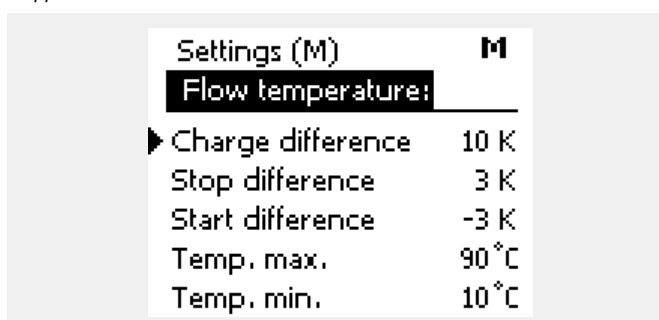 Settings (M) M
Flow temperature:
Charge difference 10 K
Stop difference 3 K
Start difference -3 K
Temp. max. 90°C
Temp. min. 10°C